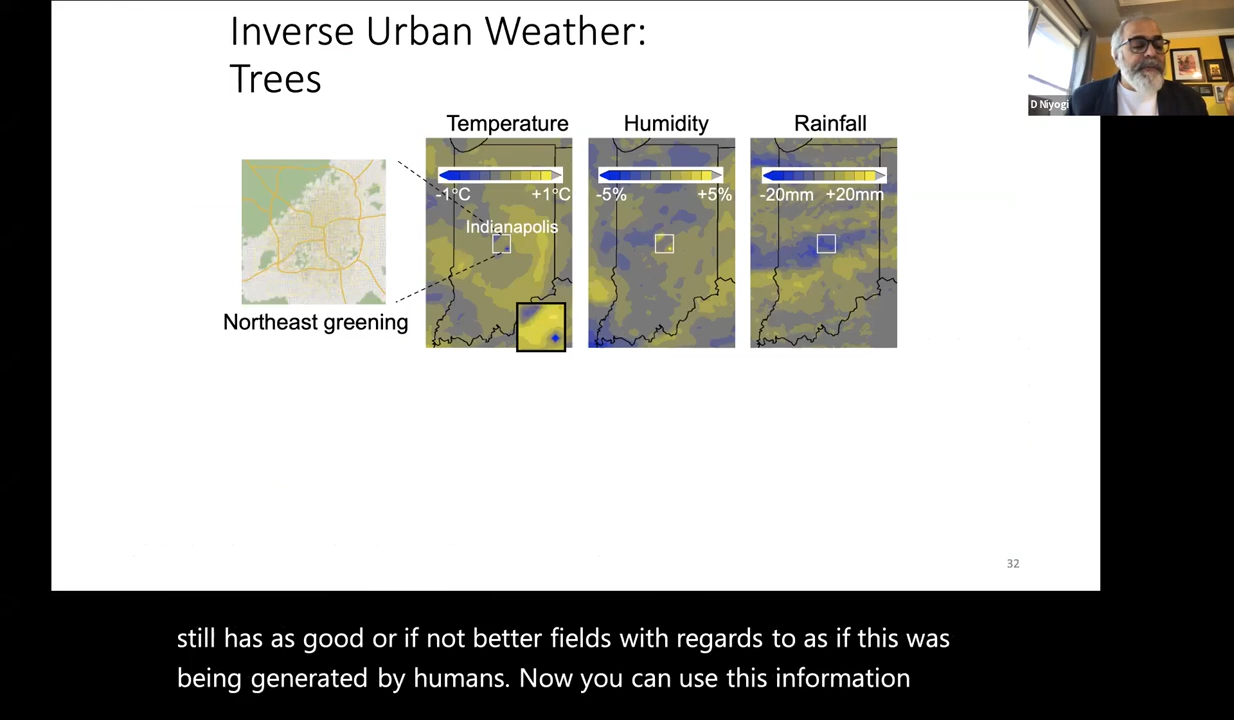 Inverse Urban Weather:
Trees
D Niyogi
Temperature
Humidity
Rainfall
-1°C
+1°C
-5%
+5%
-20mm
+20mm
Indianapolis
Northeast greening
32
still has as good or if not better fields with regards to as if this was
being generated by humans. Now you can use this information